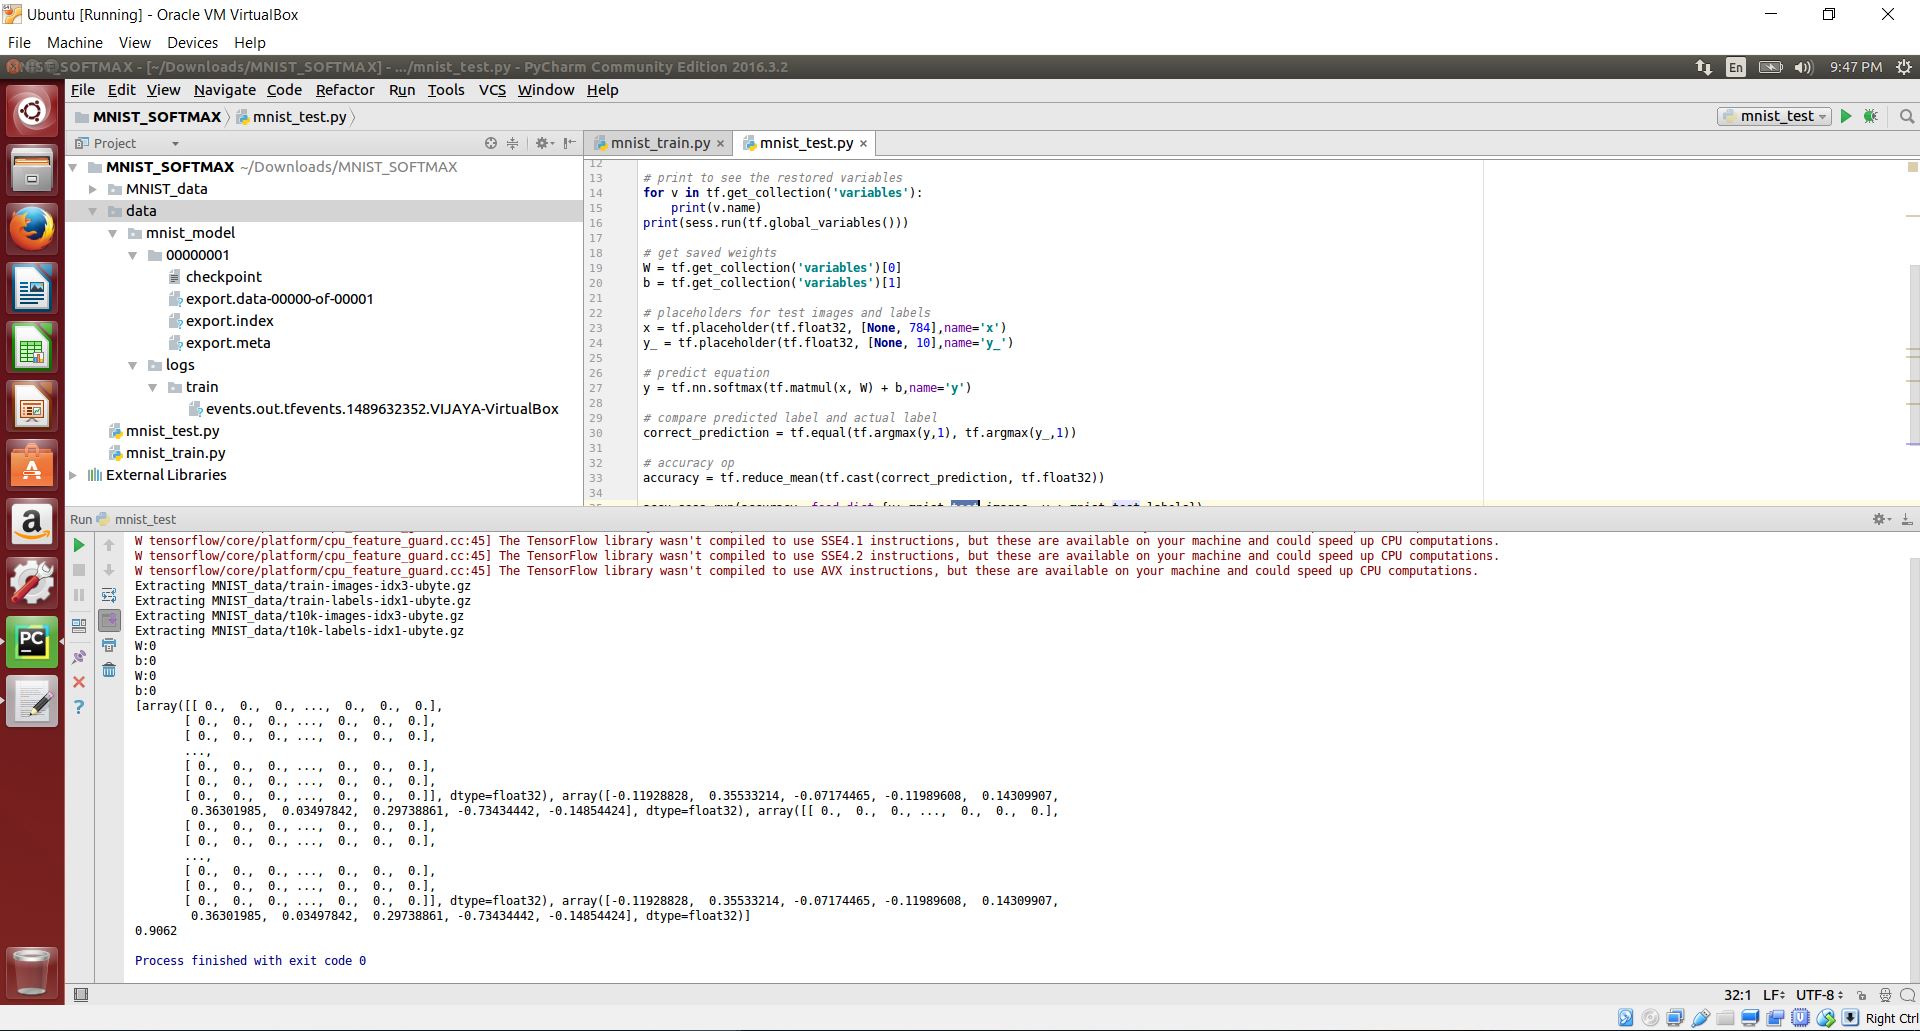 Ubuntu [Running] - Oracle VM VirtualBox
File Machine View Devices Help
MNIST_SOFTMAX - [~/Downloads/MNIST_SOFTMAX] - .../mnist_test.py - PyCharm Community Edition 2016.3.2
En 9:47 PM
File Edit View Navigate Code Refactor Run Tools VCS Window Help
MNIST_SOFTMAX mnist_test.py
mnist_test
Project
mnist_train.py × mnist_test.py ×
MNIST_SOFTMAX ~/Downloads/MNIST_SOFTMAX
MNIST_data
data
mnist_model
00000001
checkpoint
export.data-00000-of-00001
export.index
export.meta
logs
train
events.out.tfevents.1489632352.VIJAYA-VirtualBox
mnist_test.py
mnist_train.py
External Libraries
12
13 # print to see the restored variables
14 for v in tf.get_collection('variables'):
15 print(v.name)
16 print(sess.run(tf.global_variables()))
17
18 # get saved weights
19 W = tf.get_collection('variables')[0]
20 b = tf.get_collection('variables')[1]
21
22 # placeholders for test images and labels
23 x = tf.placeholder(tf.float32, [None, 784],name='x')
24 y_ = tf.placeholder(tf.float32, [None, 10],name='y_')
25
26 # predict equation
27 y = tf.nn.softmax(tf.matmul(x, W) + b,name='y')
28
29 # compare predicted label and actual label
30 correct_prediction = tf.equal(tf.argmax(y,1), tf.argmax(y_,1))
31
32 # accuracy op
33 accuracy = tf.reduce_mean(tf.cast(correct_prediction, tf.float32))
34
Run mnist_test
W tensorflow/core/platform/cpu_feature_guard.cc:45] The TensorFlow library wasn't compiled to use SSE4.1 instructions, but these are available on your machine and could speed up CPU computations.
W tensorflow/core/platform/cpu_feature_guard.cc:45] The TensorFlow library wasn't compiled to use SSE4.2 instructions, but these are available on your machine and could speed up CPU computations.
W tensorflow/core/platform/cpu_feature_guard.cc:45] The TensorFlow library wasn't compiled to use AVX instructions, but these are available on your machine and could speed up CPU computations.
Extracting MNIST_data/train-images-idx3-ubyte.gz
Extracting MNIST_data/train-labels-idx1-ubyte.gz
Extracting MNIST_data/t10k-images-idx3-ubyte.gz
Extracting MNIST_data/t10k-labels-idx1-ubyte.gz
W:0
b:0
W:0
b:0
[array([[ 0., 0., 0., ..., 0., 0., 0.],
[ 0., 0., 0., ..., 0., 0., 0.],
[ 0., 0., 0., ..., 0., 0., 0.],
...,
[ 0., 0., 0., ..., 0., 0., 0.],
[ 0., 0., 0., ..., 0., 0., 0.],
[ 0., 0., 0., ..., 0., 0., 0.]], dtype=float32), array([-0.11928828, 0.35533214, -0.07174465, -0.11989608, 0.14309907,
0.36301985, 0.03497842, 0.29738861, -0.73434442, -0.14854424], dtype=float32), array([[ 0., 0., 0., ..., 0., 0., 0.],
[ 0., 0., 0., ..., 0., 0., 0.],
[ 0., 0., 0., ..., 0., 0., 0.],
...,
[ 0., 0., 0., ..., 0., 0., 0.],
[ 0., 0., 0., ..., 0., 0., 0.],
[ 0., 0., 0., ..., 0., 0., 0.]], dtype=float32), array([-0.11928828, 0.35533214, -0.07174465, -0.11989608, 0.14309907,
0.36301985, 0.03497842, 0.29738861, -0.73434442, -0.14854424], dtype=float32)]
0.9062
Process finished with exit code 0
32:1 LF UTF-8
Right Ctrl